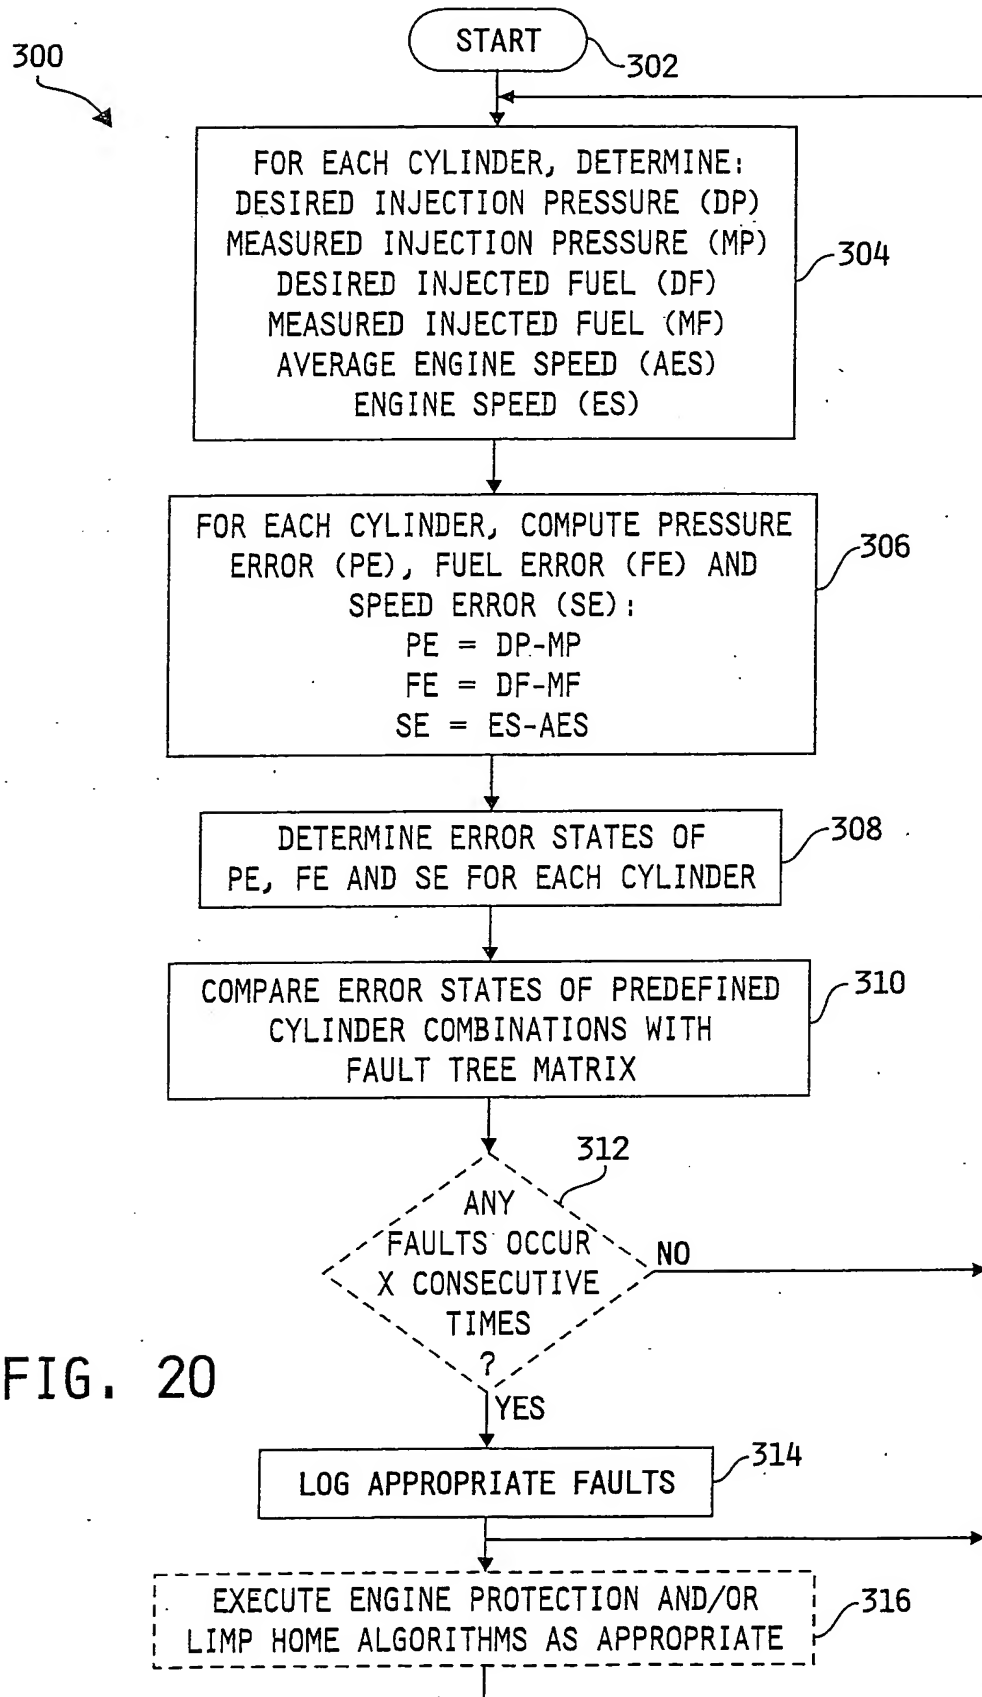 300
START
302
FOR EACH CYLINDER, DETERMINE:
DESIRED INJECTION PRESSURE (DP)
MEASURED INJECTION PRESSURE (MP)
DESIRED INJECTED FUEL (DF)
MEASURED INJECTED FUEL (MF)
AVERAGE ENGINE SPEED (AES)
ENGINE SPEED (ES)
304
FOR EACH CYLINDER, COMPUTE PRESSURE
ERROR (PE), FUEL ERROR (FE) AND
SPEED ERROR (SE):
PE = DP-MP
FE = DF-MF
SE = ES-AES
306
DETERMINE ERROR STATES OF
PE, FE AND SE FOR EACH CYLINDER
308
COMPARE ERROR STATES OF PREDEFINED
CYLINDER COMBINATIONS WITH
FAULT TREE MATRIX
310
312
ANY
FAULTS OCCUR
X CONSECUTIVE
TIMES
?
NO
YES
FIG. 20
LOG APPROPRIATE FAULTS
314
EXECUTE ENGINE PROTECTION AND/OR
LIMP HOME ALGORITHMS AS APPROPRIATE
316